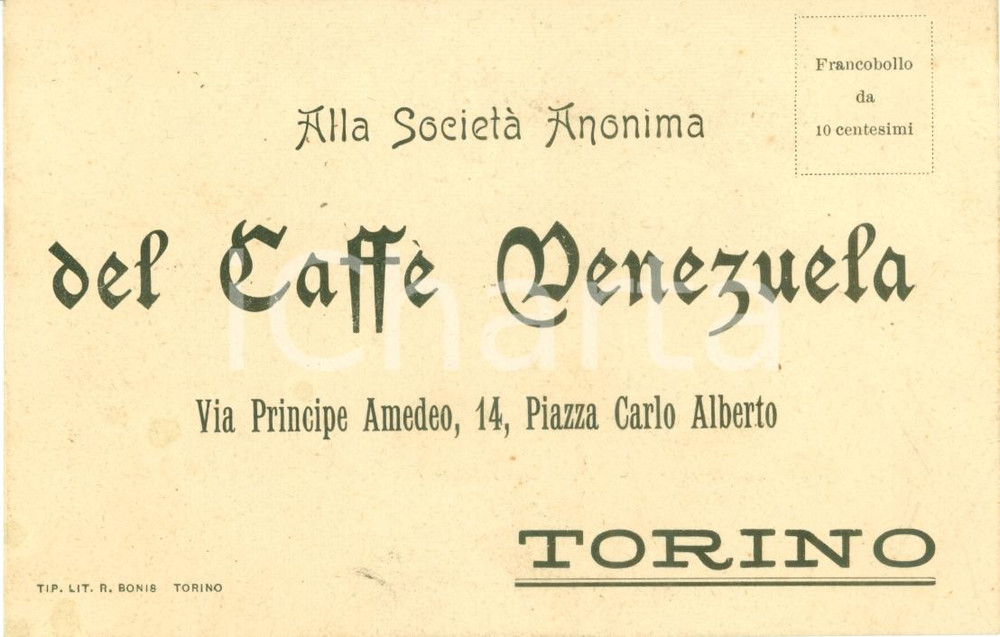 Francobollo
da
10 centesimi
Alla Società Anonima
del Caffè Venezuela
iCharta
Via Principe Amedeo, 14, Piazza Carlo Alberto
TORINO
TIP. LIT. R. BONIS TORINO